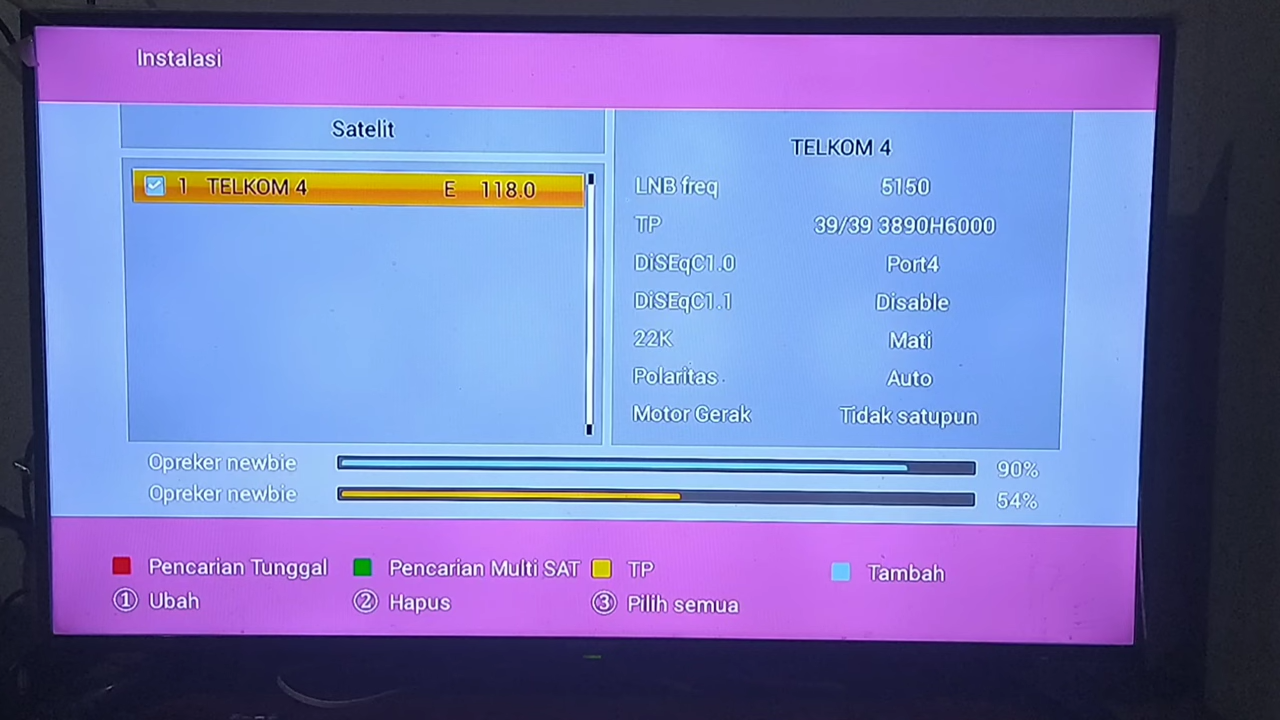 Instalasi
Satelit
1 TELKOM 4 E 118.0
TELKOM 4
LNB freq 5150
TP 39/39 3890H6000
DiSEqC1.0 Port4
DiSEqC1.1 Disable
22K Mati
Polaritas Auto
Motor Gerak Tidak satupun
Opreker newbie 90%
Opreker newbie 54%
Pencarian Tunggal Pencarian Multi SAT TP Tambah
① Ubah ② Hapus ③ Pilih semua